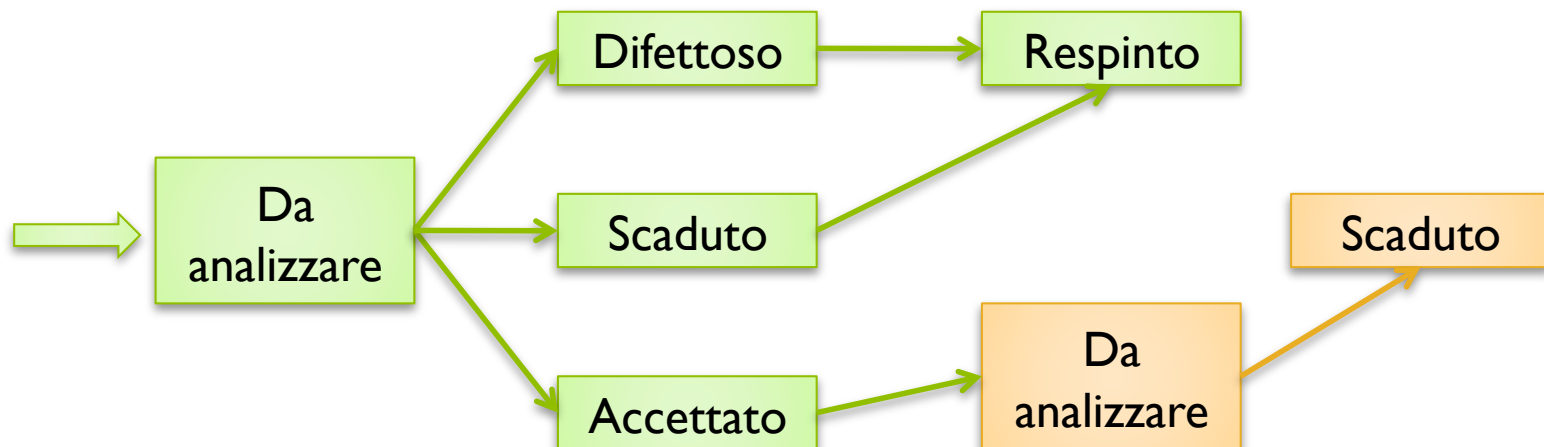 Difettoso
Respinto
Da
analizzare
Scaduto
Scaduto
Da
analizzare
Accettato